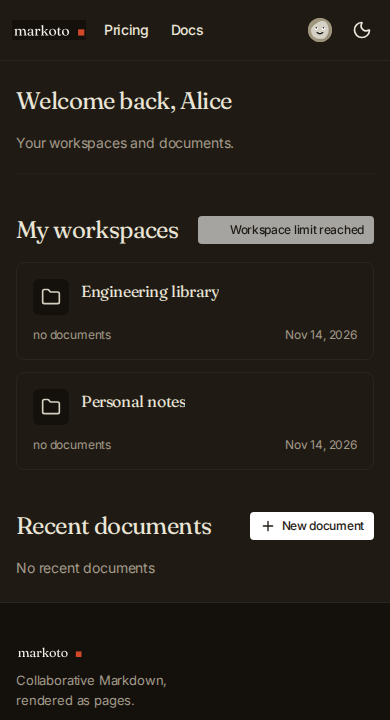 markoto
Pricing
Docs
Welcome back, Alice
Your workspaces and documents.
My workspaces
Workspace limit reached
Engineering library
no documents
Nov 14, 2026
Personal notes
no documents
Nov 14, 2026
Recent documents
New document
No recent documents
markoto
Collaborative Markdown,
rendered as pages.